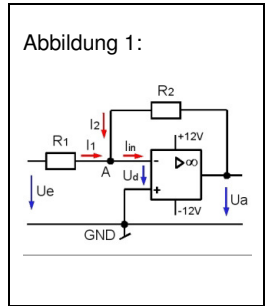 Abbildung 1:
R2
I2
+12V
R1
I1
Iin
-
▷∞
A
Ud
Ue
+
Ua
-12V
GND